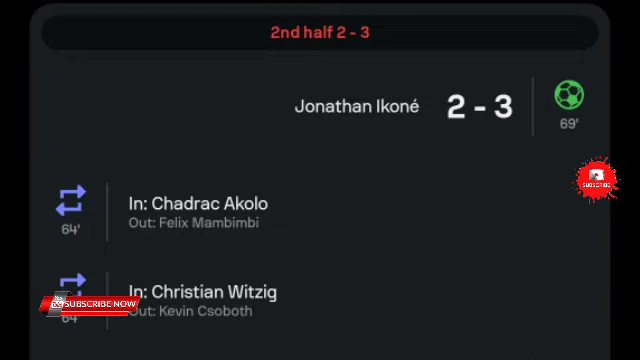 2nd half 2 - 3
Jonathan Ikoné 2 - 3
69'
SUBSCRIBE
In: Chadrac Akolo
Out: Felix Mambimbi
64'
In: Christian Witzig
SUBSCRIBE NOW
Out: Kevin Csoboth
64'